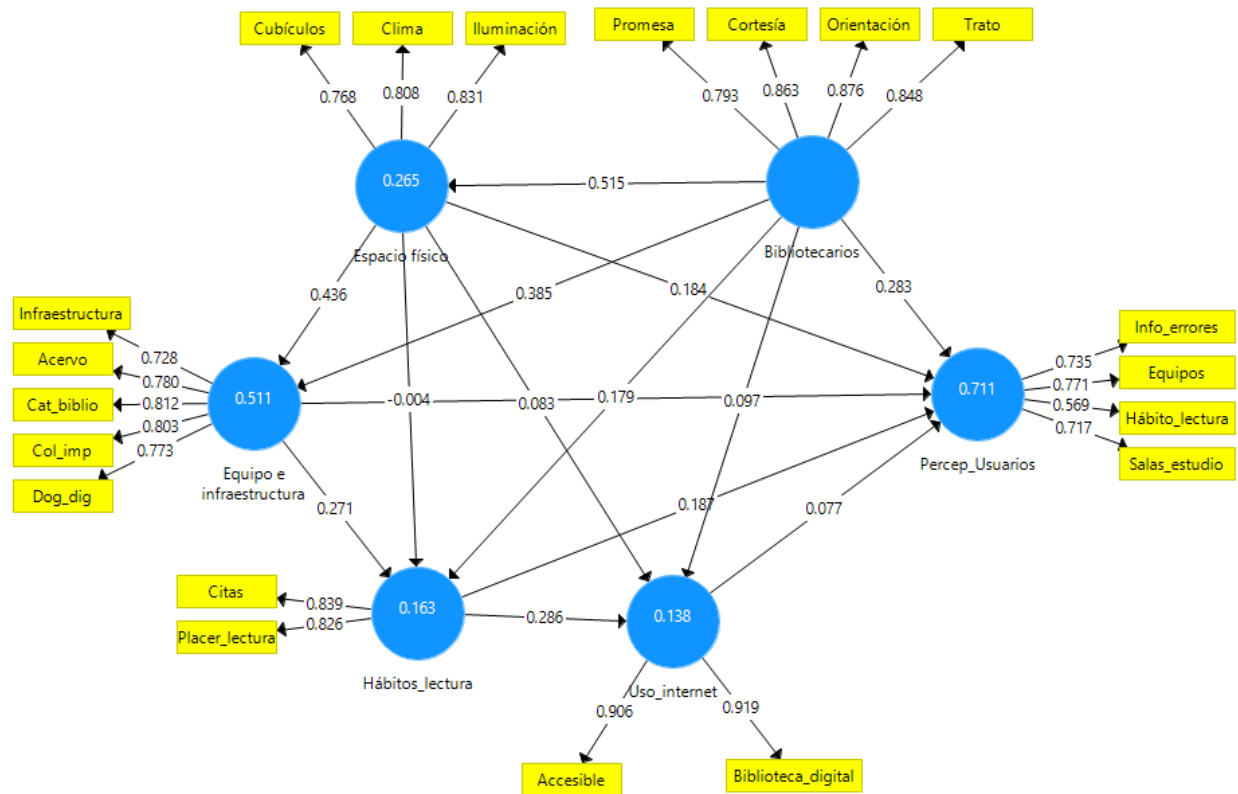 Cubículos
Clima
Iluminación
Promesa
Cortesía
Orientación
Trato
0.768
0.808
0.831
0.793
0.863
0.876
0.848
0.265
0.515
Espacio físico
Bibliotecarios
0.436
0.385
0.184
0.283
Infraestructura
Acervo
Cat_biblio
Col_imp
Dog_dig
0.728
0.780
0.812
0.803
0.773
0.511
Equipo e
infraestructura
-0.004
0.083
0.179
0.097
0.711
Percep_Usuarios
0.735
0.771
0.569
0.717
Info_errores
Equipos
Hábito_lectura
Salas_estudio
0.271
0.187
0.077
Citas
Placer_lectura
0.839
0.826
0.163
Hábitos_lectura
0.286
0.138
Uso_internet
0.906
0.919
Accesible
Biblioteca_digital